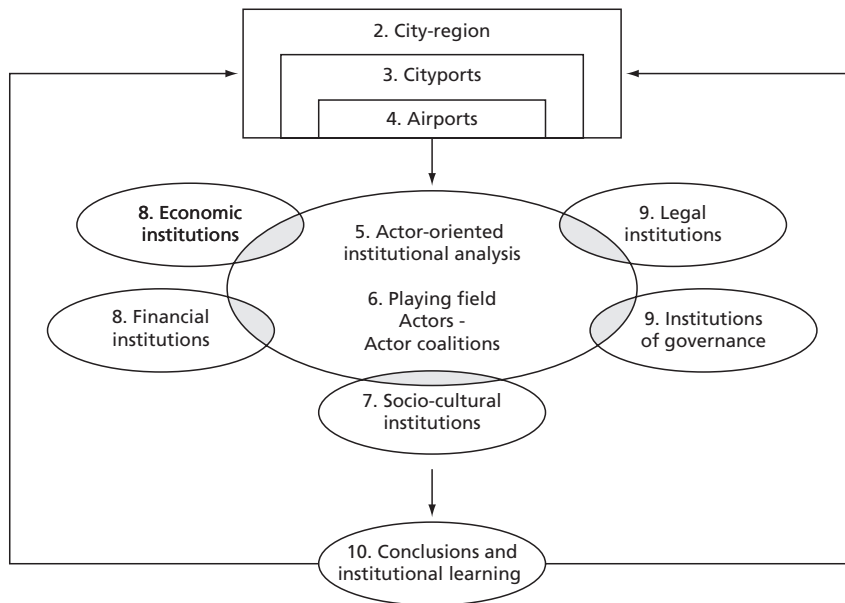 2. City-region
3. Cityports
4. Airports
8. Economic
institutions
9. Legal
institutions
5. Actor-oriented
institutional analysis
8. Financial
institutions
6. Playing field
Actors -
Actor coalitions
9. Institutions
of governance
7. Socio-cultural
institutions
10. Conclusions and
institutional learning